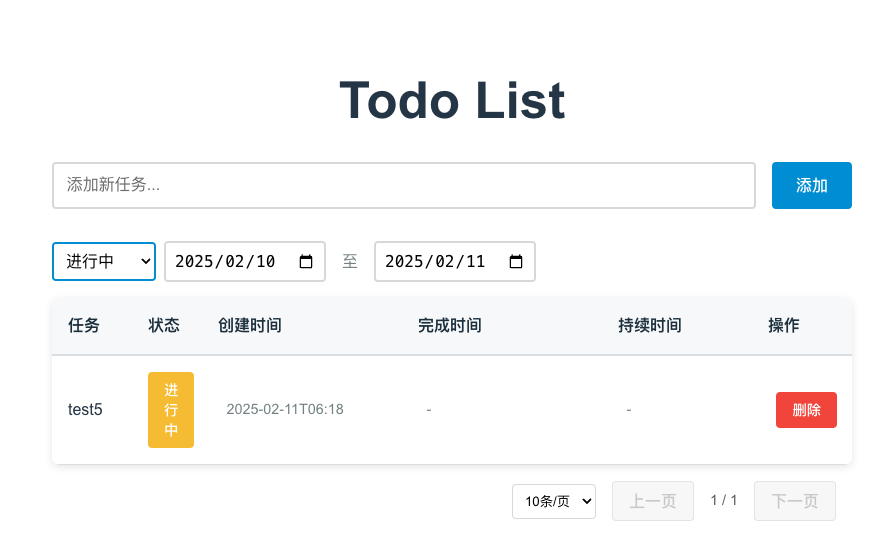 Todo List
添加新任务...
添加
进行中 2025/02/10 至 2025/02/11
任务 状态 创建时间 完成时间 持续时间 操作
test5 进行中 2025-02-11T06:18 - - 删除
10条/页 上一页 1 / 1 下一页